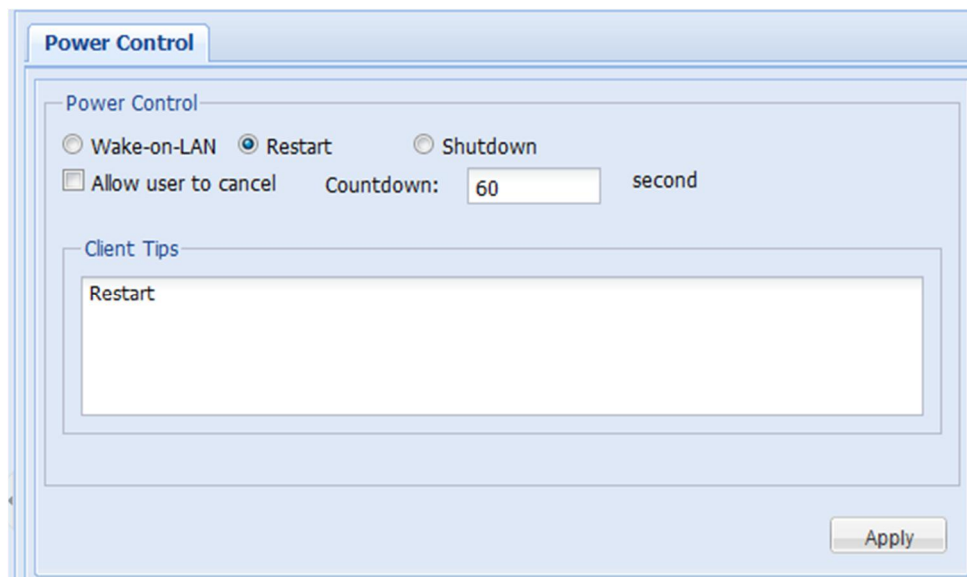 Power Control
Power Control
Wake-on-LAN Restart Shutdown
Allow user to cancel Countdown: 60 second
Client Tips
Restart
Apply